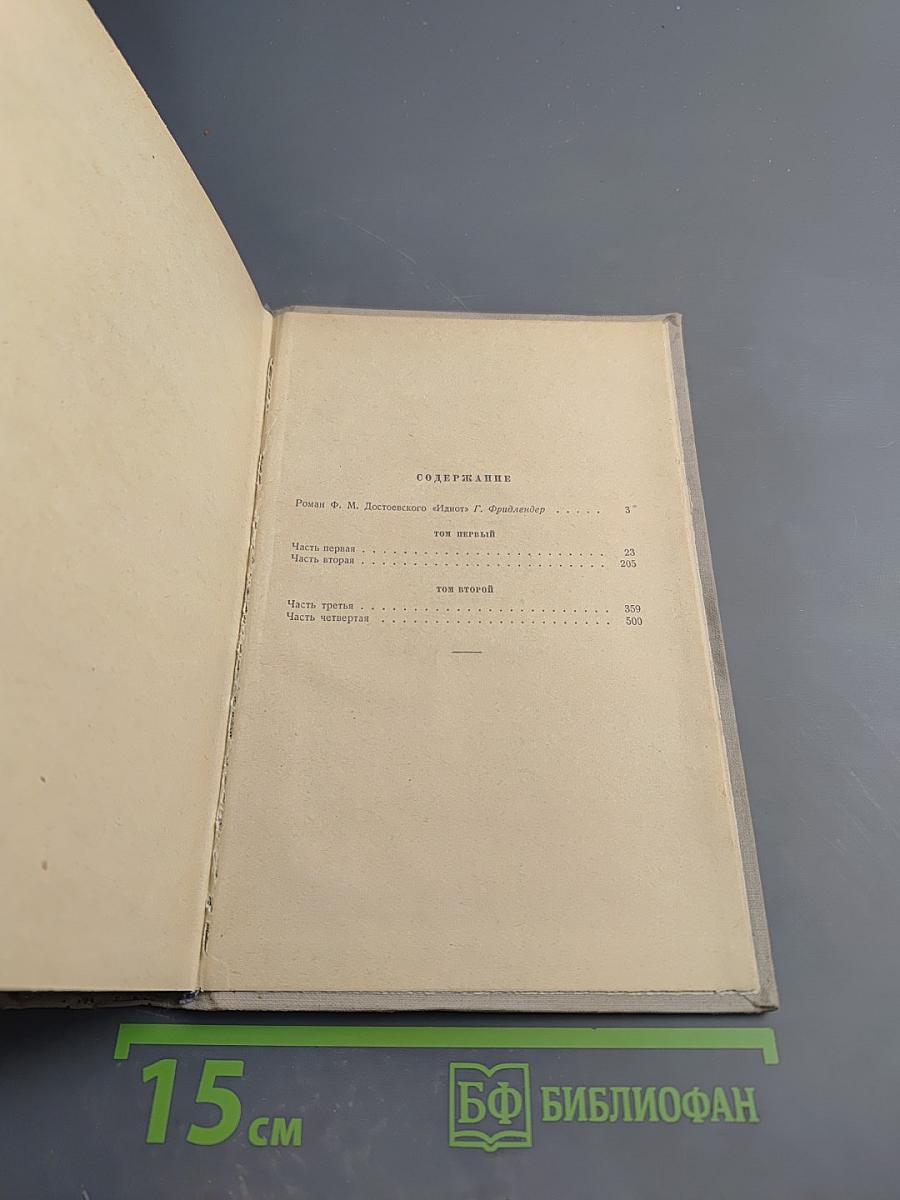 СОДЕРЖАНИЕ
Роман Ф. М. Достоевского «Идиот» Г. Фридлендер . . . . . 3
ТОМ ПЕРВЫЙ
Часть первая . . . . . . . . . . . . . . . . . . . . . 23
Часть вторая . . . . . . . . . . . . . . . . . . . . . 205
ТОМ ВТОРОЙ
Часть третья . . . . . . . . . . . . . . . . . . . . . 359
Часть четвертая . . . . . . . . . . . . . . . . . . . . 500
15 см
БФ БИБЛИОФАН